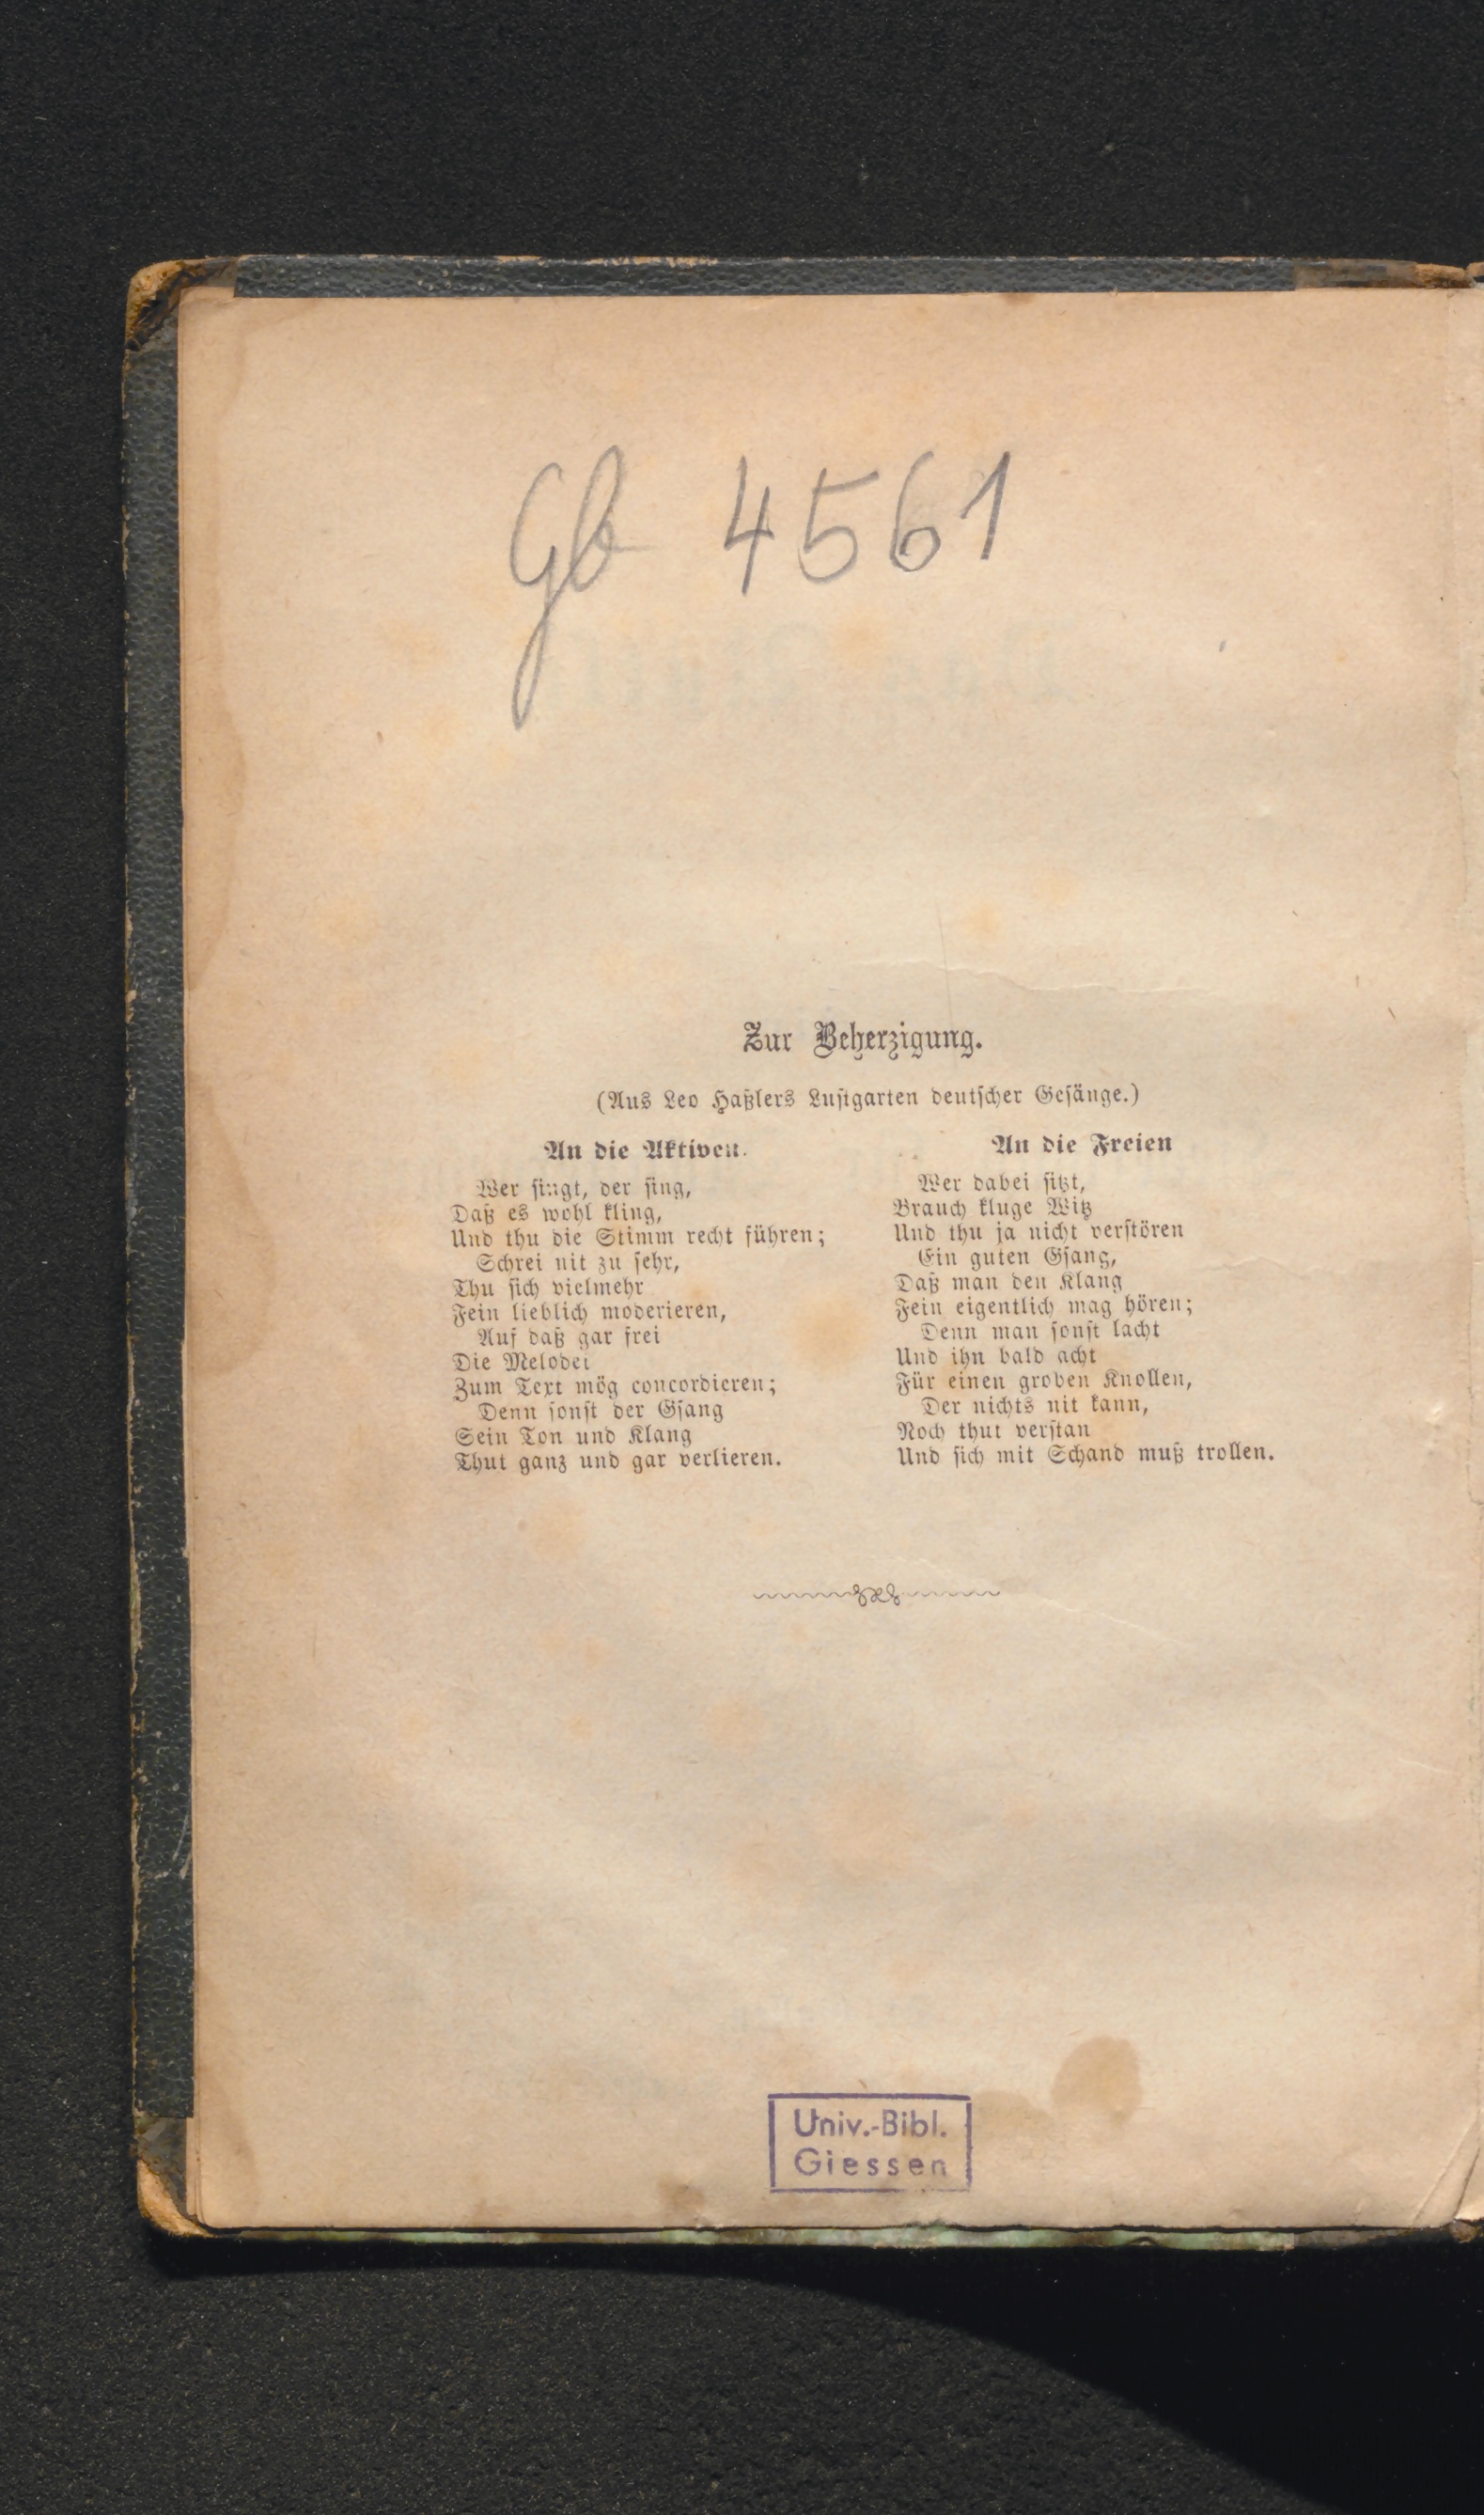 Gb 4561
Zur Beherzigung.
(Aus Leo Haßlers Lustgarten deutscher Gesänge.)
An die Aktiven.
Wer singt, der sing,
Daß es wohl kling,
Und thu die Stimm recht führen;
Schrei nit zu sehr,
Thu sich vielmehr
Fein lieblich moderieren,
Auf daß gar frei
Die Melodei
Zum Text mög concordieren;
Denn sonst der Gsang
Sein Ton und Klang
Thut ganz und gar verlieren.
An die Freien
Wer dabei sitzt,
Brauch kluge Witz
Und thu ja nicht verstören
Ein guten Gsang,
Daß man den Klang
Fein eigentlich mag hören;
Denn man sonst lacht
Und ihn bald acht
Für einen groben Knollen,
Der nichts nit kann,
Noch thut verstan
Und sich mit Schand muß trollen.
Univ.-Bibl.
Giessen